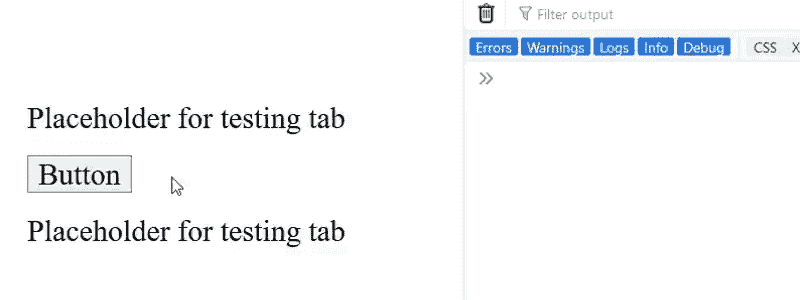 Filter output
Errors Warnings Logs Info Debug CSS X
Placeholder for testing tab
Button
Placeholder for testing tab